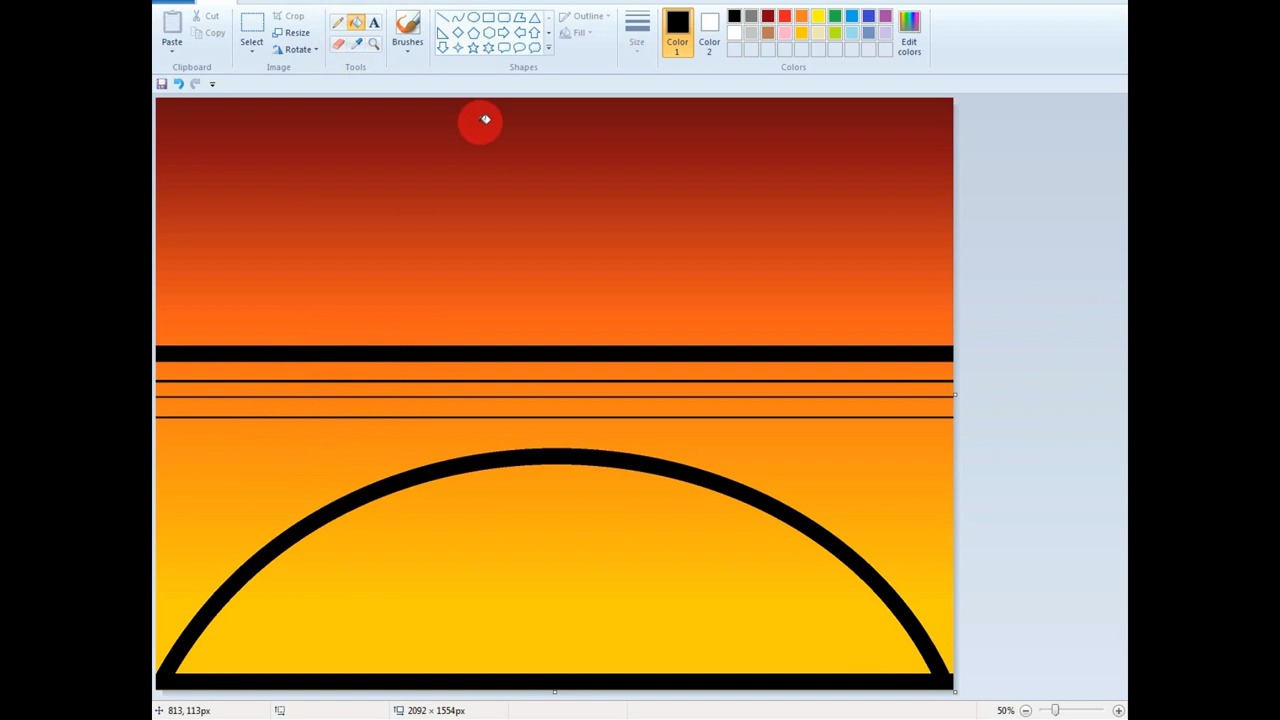 Cut
Crop
Outline
Copy
Resize
Fill
Paste
Select
Rotate
Brushes
Size
Color
1
Color
2
Edit
colors
Clipboard
Image
Tools
Shapes
Colors
813, 113px
2092 × 1554px
50%